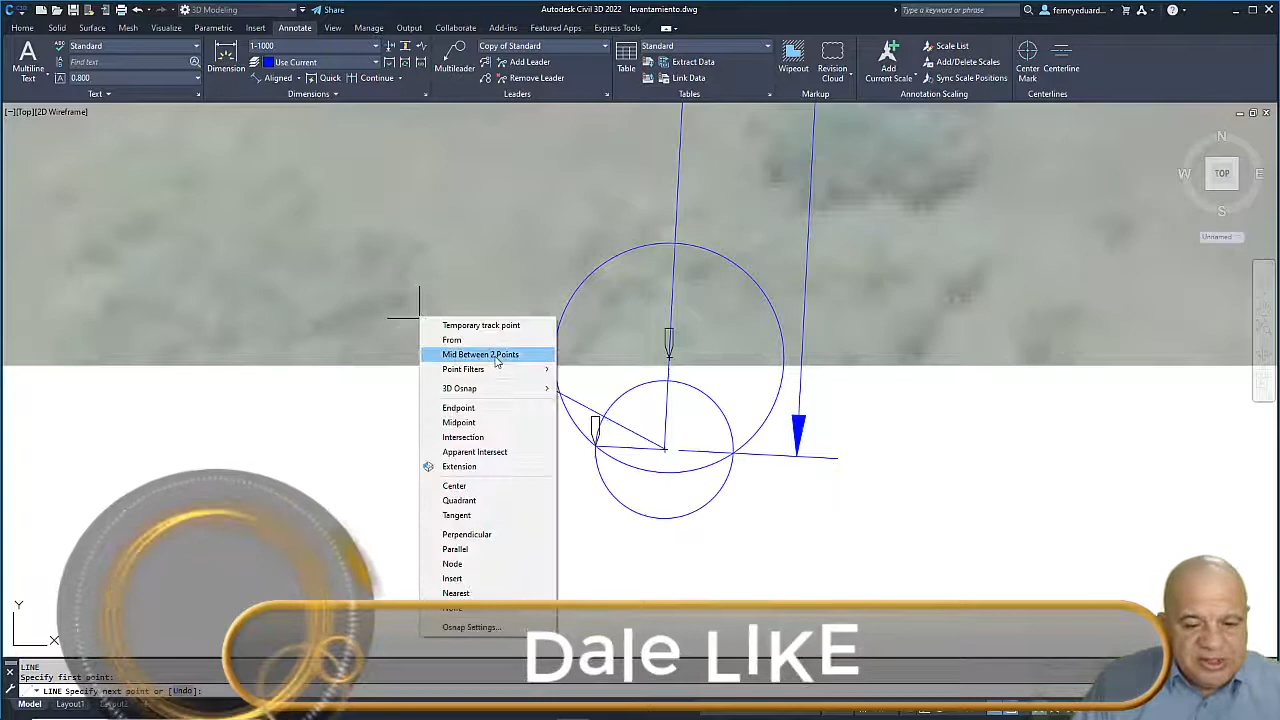 3D Modeling
Share
Autodesk Civil 3D 2022 levantamiento.dwg
Type a keyword or phrase
ferneyeduard...
Home Insert Annotate Modify Analyze View Manage Output Collaborate Visualize Parametric Surface Solid Add-ins Featured Apps Express Tools
Multiline
Text
Standard
Find text
0.800
Text
Dimension
1-1000
Use Current
Aligned
Quick
Continue
Dimensions
Multileader
Copy of Standard
Add Leader
Remove Leader
Leaders
Table
Standard
Extract Data
Link Data
Tables
Wipeout
Revision
Cloud
Markup
Add
Current Scale
Scale List
Add/Delete Scales
Sync Scale Positions
Annotation Scaling
Center
Mark
Centerline
Centerlines
[−][Top][2D Wireframe]
N
W
TOP
E
S
Unnamed
Temporary track point
From
Mid Between 2 Points
Point Filters
3D Osnap
Endpoint
Midpoint
Intersection
Apparent Intersect
Extension
Center
Quadrant
Tangent
Perpendicular
Parallel
Node
Insert
Nearest
Osnap Settings...
Dale LIKE
Y
X
LINE
Specify first point:
LINE Specify next point or [Undo]:
Model
Layout1
Layout2